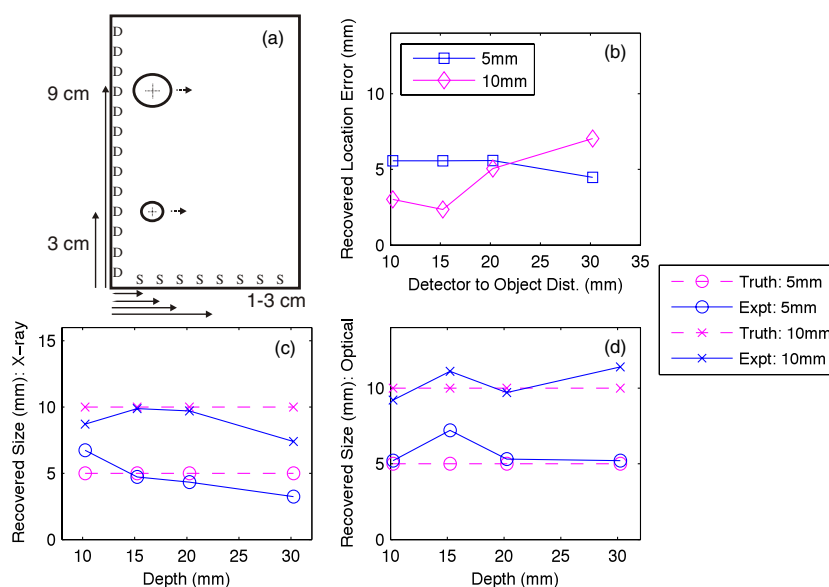 (a)
D
D
D
D
D
D
D
D
D
D
D
D
D
9 cm
3 cm
S S S S S S S S
1-3 cm
(b)
5mm
10mm
Recovered Location Error (mm)
10
5
0
10 15 20 25 30 35
Detector to Object Dist. (mm)
Truth: 5mm
Expt: 5mm
Truth: 10mm
Expt: 10mm
(c)
Recovered Size (mm): X-ray
15
10
5
0
10 15 20 25 30
Depth (mm)
(d)
Recovered Size (mm): Optical
10
5
0
10 15 20 25 30
Depth (mm)